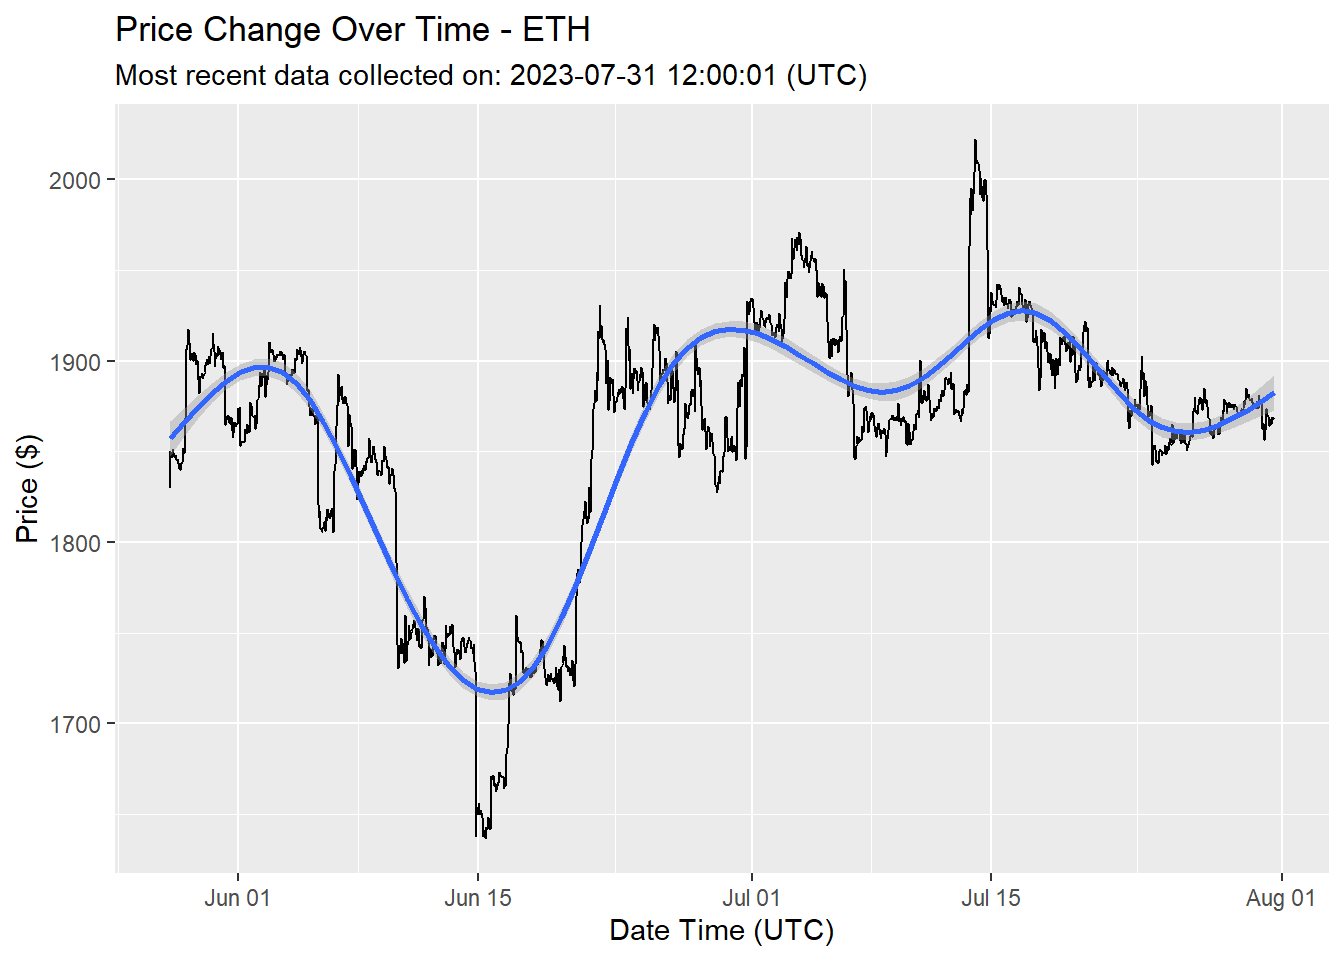 Price Change Over Time - ETH
Most recent data collected on: 2023-07-31 12:00:01 (UTC)
Price ($)
2000
1900
1800
1700
Jun 01
Jun 15
Jul 01
Jul 15
Aug 01
Date Time (UTC)